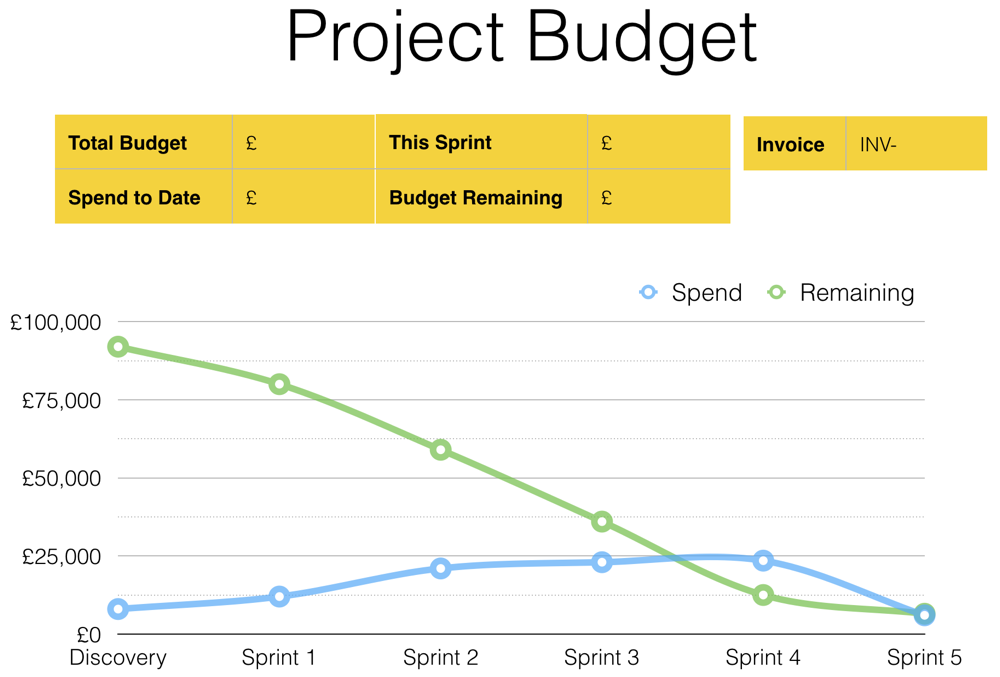 Project Budget
Total Budget £ This Sprint £ Invoice INV-
Spend to Date £ Budget Remaining £
Spend Remaining
£100,000
£75,000
£50,000
£25,000
£0
Discovery Sprint 1 Sprint 2 Sprint 3 Sprint 4 Sprint 5